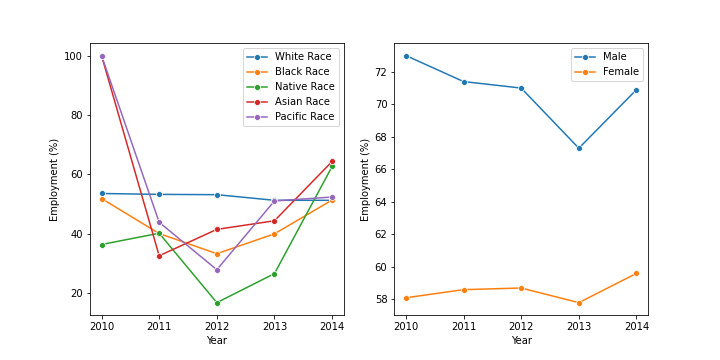 100
80
60
40
20
Employment (%)
2010 2011 2012 2013 2014
Year
White Race
Black Race
Native Race
Asian Race
Pacific Race
72
70
68
66
64
62
60
58
Employment (%)
2010 2011 2012 2013 2014
Year
Male
Female